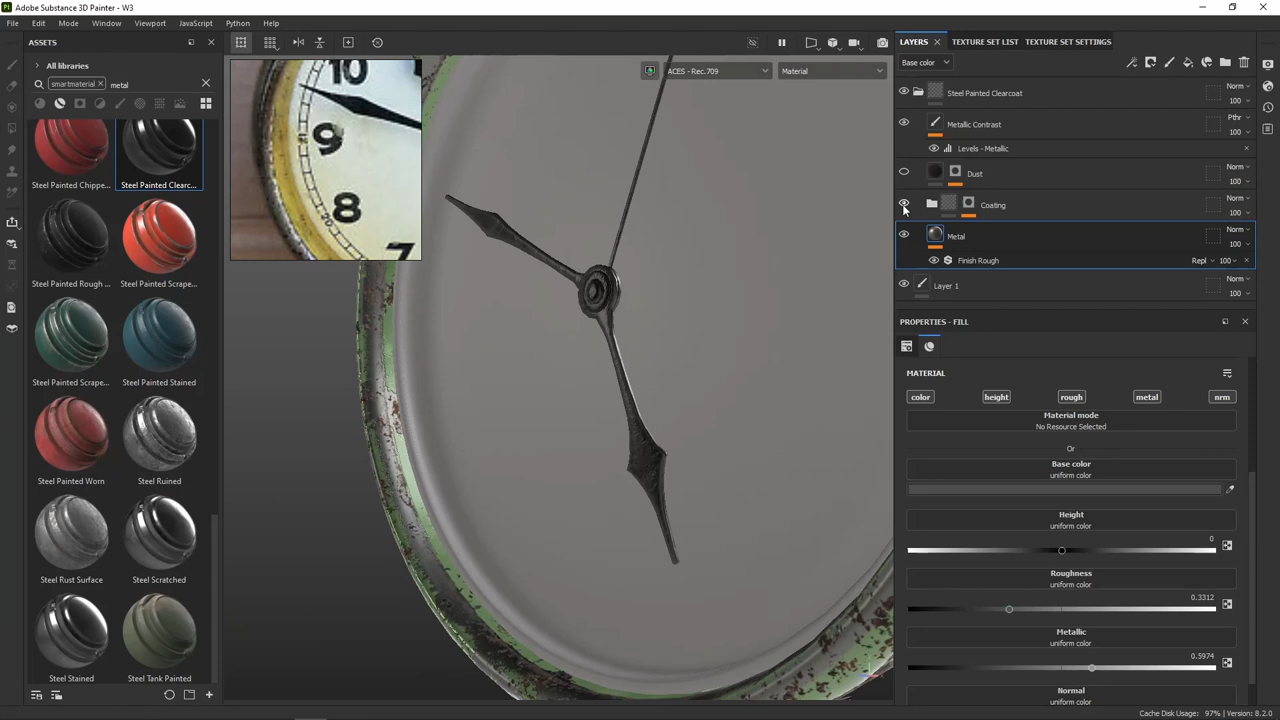 Adobe Substance 3D Painter - W3
File Edit Mode Window Viewport JavaScript Python Help
ASSETS
All libraries
smartmaterial metal
Steel Painted Chippe...
Steel Painted Clearc...
Steel Painted Rough ...
Steel Painted Scrape...
Steel Painted Scrape...
Steel Painted Stained
Steel Painted Worn
Steel Ruined
Steel Rust Surface
Steel Scratched
Steel Stained
Steel Tank Painted
10
9
8
7
ACES - Rec.709
Material
LAYERS TEXTURE SET LIST TEXTURE SET SETTINGS
Base color
Steel Painted Clearcoat
Norm
100
Metallic Contrast
Pthr
100
Levels - Metallic
Dust
Norm
100
Coating
Norm
100
Metal
Norm
100
Finish Rough Repl 100
Layer 1
Norm
100
PROPERTIES - FILL
MATERIAL
color height rough metal nrm
Material mode
No Resource Selected
Or
Base color
uniform color
Height
uniform color
0
Roughness
uniform color
0.3312
Metallic
uniform color
0.5974
Normal
uniform color
Cache Disk Usage: 97% | Version: 8.2.0